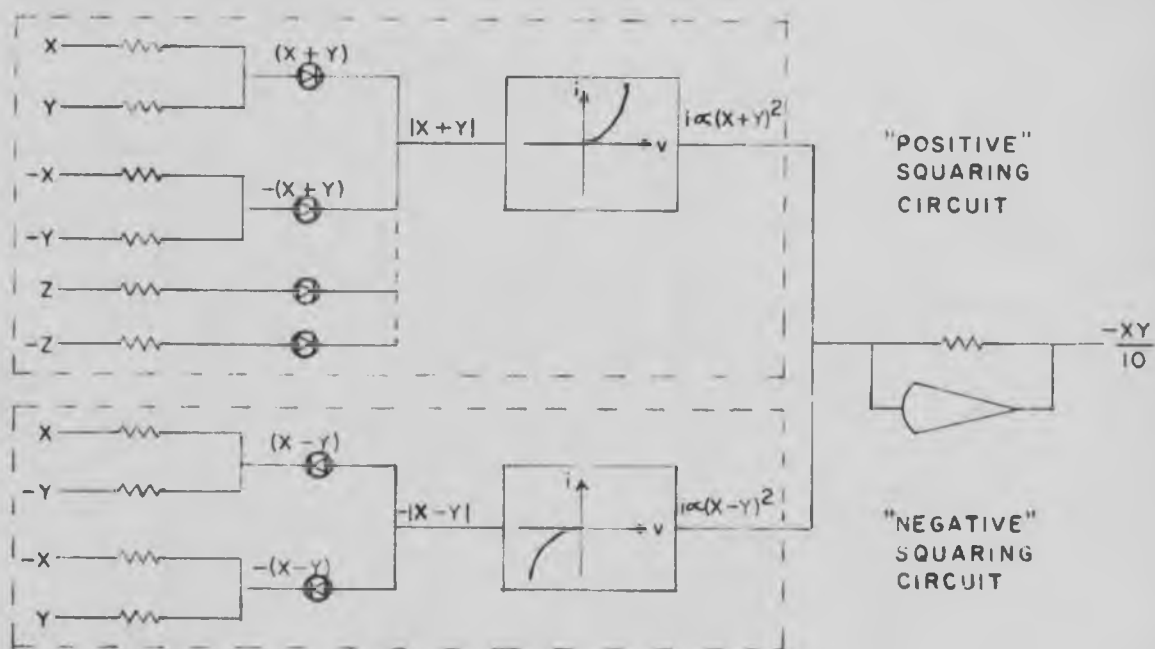 X
(X + Y)
Y
|X + Y|
i
v
i∝(X+Y)²
"POSITIVE"
SQUARING
CIRCUIT
-X
-(X + Y)
-Y
Z
-Z
-XY
10
X
(X - Y)
-Y
-|X - Y|
i
v
i∝(X-Y)²
"NEGATIVE"
SQUARING
CIRCUIT
-X
-(X-Y)
Y